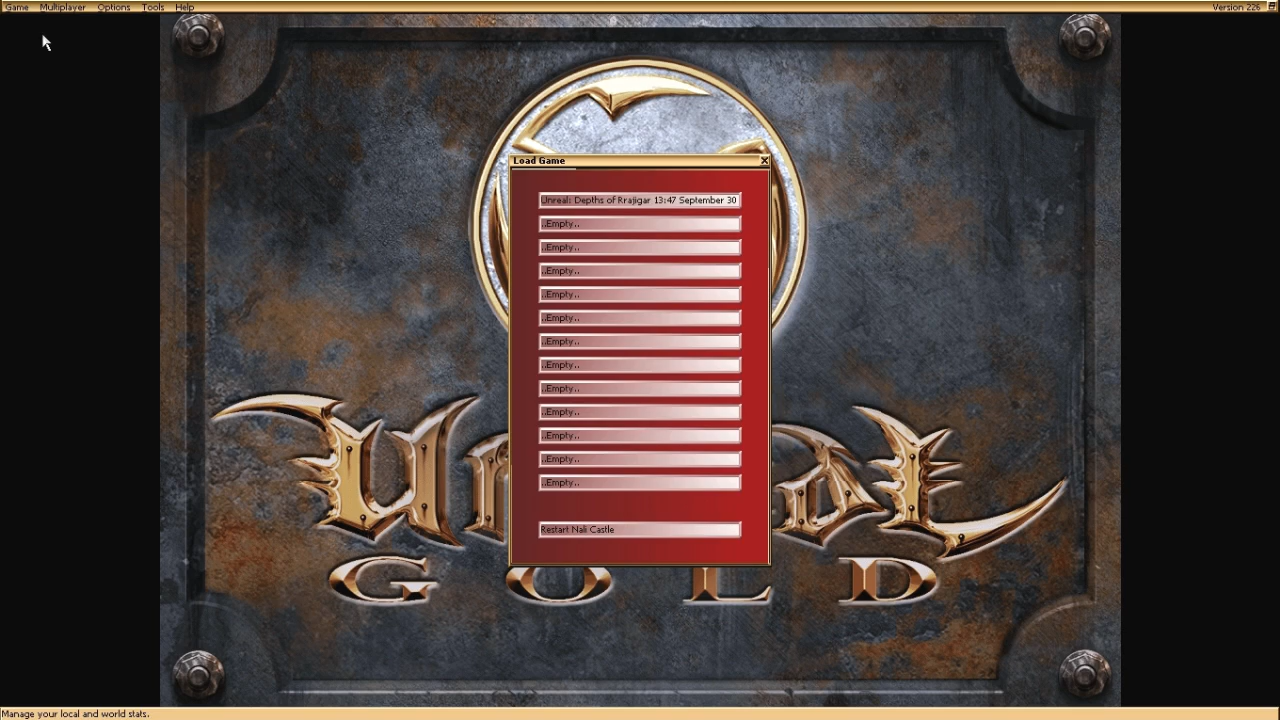 Game Multiplayer Options Tools Help Version 226
Load Game
Unreal: Depths of Rrajigar 13:47 September 30
..Empty..
..Empty..
..Empty..
..Empty..
..Empty..
..Empty..
..Empty..
..Empty..
..Empty..
..Empty..
..Empty..
..Empty..
Restart Nali Castle
Unreal
GOLD
Manage your local and world stats.